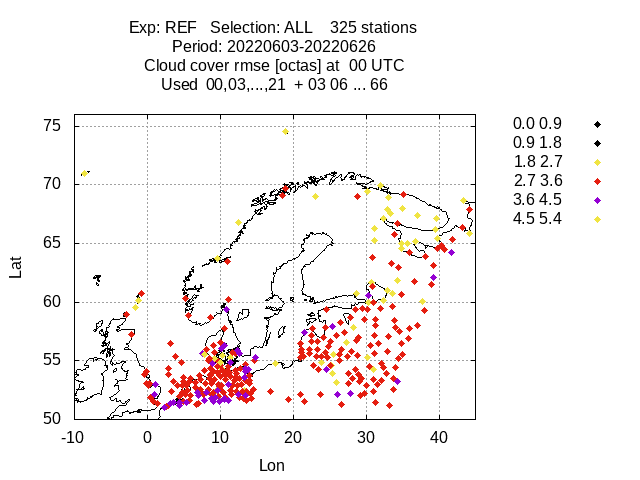 Exp: REF Selection: ALL 325 stations
Period: 20220603-20220626
Cloud cover rmse [octas] at 00 UTC
Used 00,03,...,21 + 03 06 ... 66
75
70
65
60
55
50
-10 0 10 20 30 40
Lat
Lon
0.0 0.9
0.9 1.8
1.8 2.7
2.7 3.6
3.6 4.5
4.5 5.4